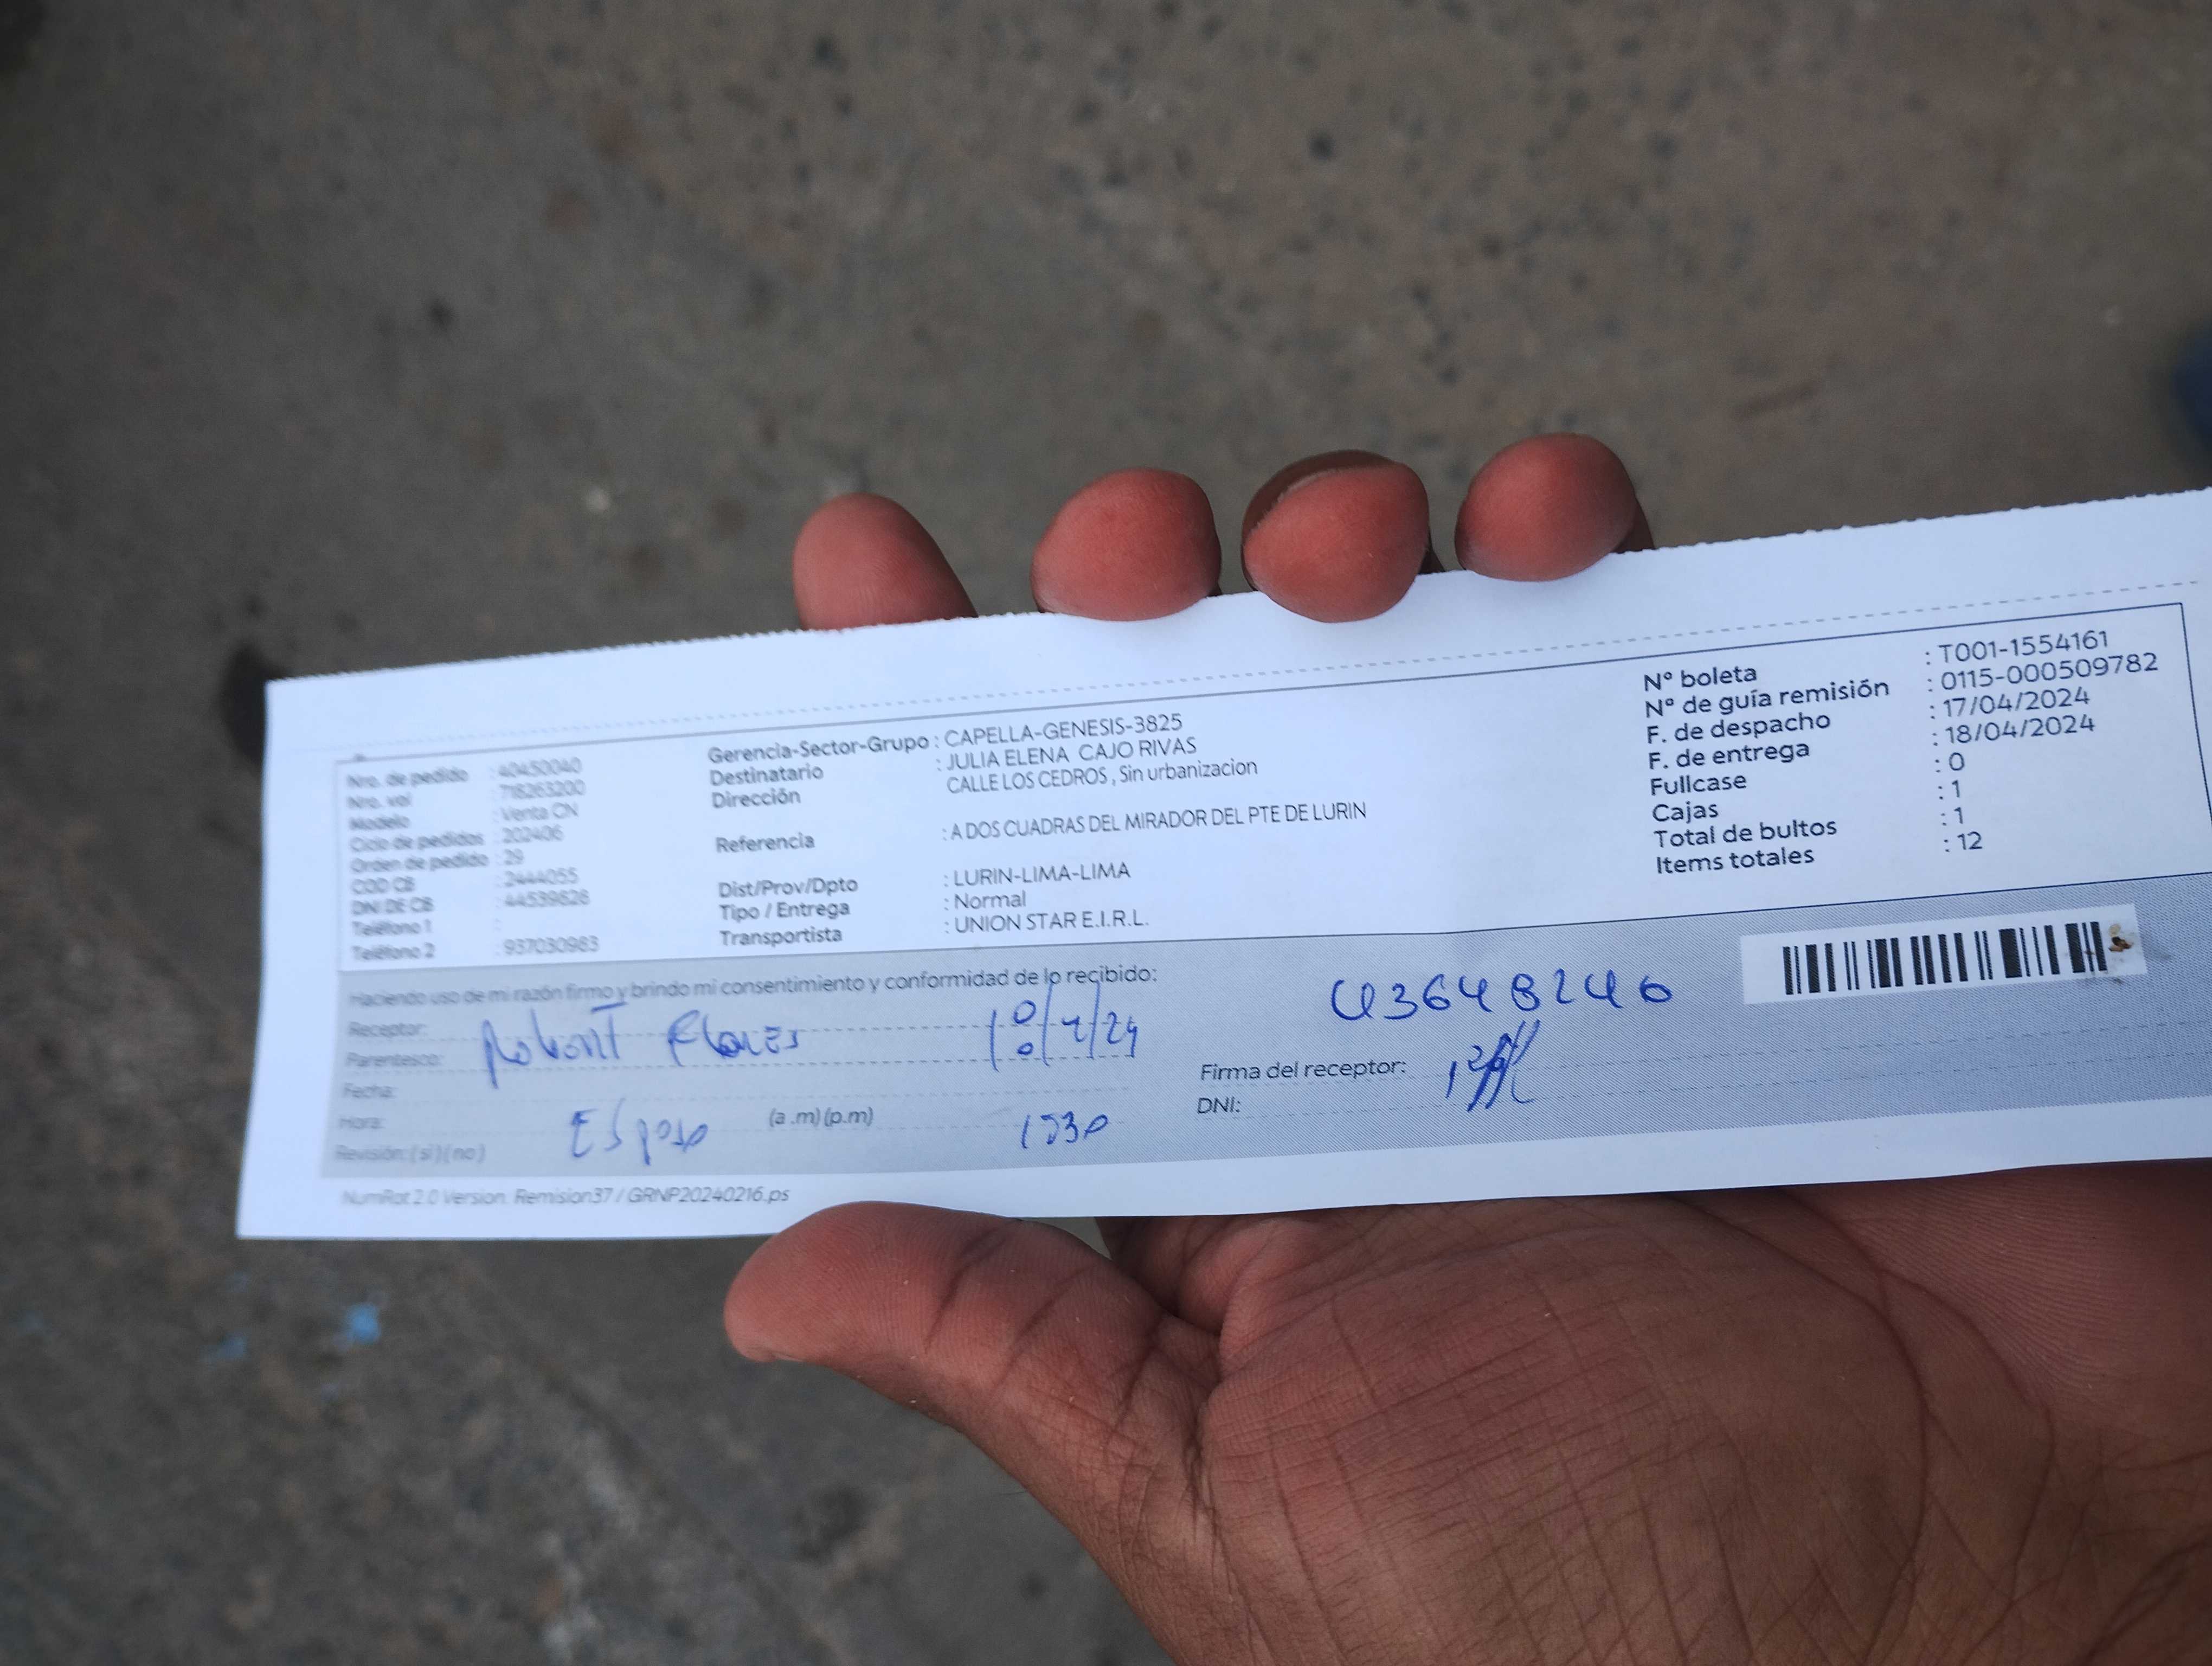 Nro. de pedido : 40450040
Nro. vol : 718263200
Modelo : Venta CN
Ciclo de pedidos : 202406
Orden de pedido : 29
COD CB : 2444055
DNI DE CB : 44539626
Teléfono 1 :
Teléfono 2 : 937030963
Gerencia-Sector-Grupo : CAPELLA-GENESIS-3825
Destinatario : JULIA ELENA CAJO RIVAS
Dirección CALLE LOS CEDROS , Sin urbanizacion
Referencia : A DOS CUADRAS DEL MIRADOR DEL PTE DE LURIN
Dist/Prov/Dpto : LURIN-LIMA-LIMA
Tipo / Entrega : Normal
Transportista : UNION STAR E.I.R.L.
N° boleta : T001-1554161
N° de guía remisión : 0115-000509782
F. de despacho : 17/04/2024
F. de entrega : 18/04/2024
Fullcase : 0
Cajas : 1
Total de bultos : 1
Items totales : 12
Haciendo uso de mi razón firmo y brindo mi consentimiento y conformidad de lo recibido:
Receptor:
Parentesco: Flores
Fecha:
Hora: Esposo (a .m) (p.m)
Revisión: ( si ) ( no )
43648246
Firma del receptor:
DNI:
NumRot 2.0 Version: Remision37 / GRNP20240216.ps